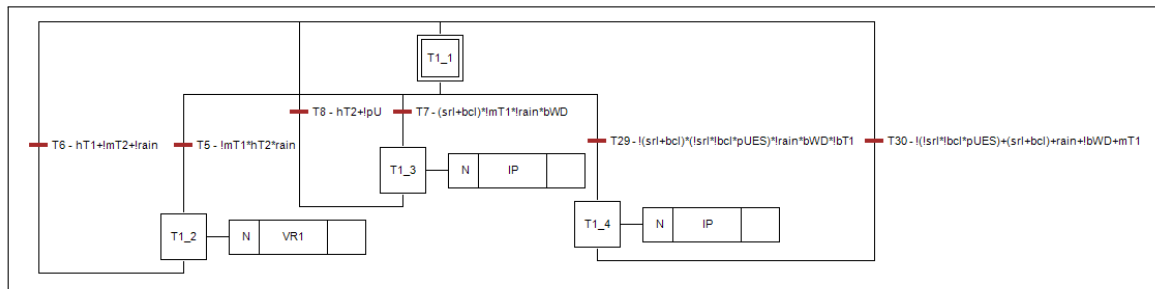 T1_1
T8 - hT2+!pU
T7 - (srl+bcl)*!mT1*!rain*bWD
T6 - hT1+!mT2+!rain
T5 - !mT1*hT2*rain
T29 - !(srl+bcl)*(!srl*!bcl*pUES)*!rain*bWD*!bT1
T30 - !(!srl*!bcl*pUES)+(srl+bcl)+rain+!bWD+mT1
T1_3
N
IP
T1_2
N
VR1
T1_4
N
IP